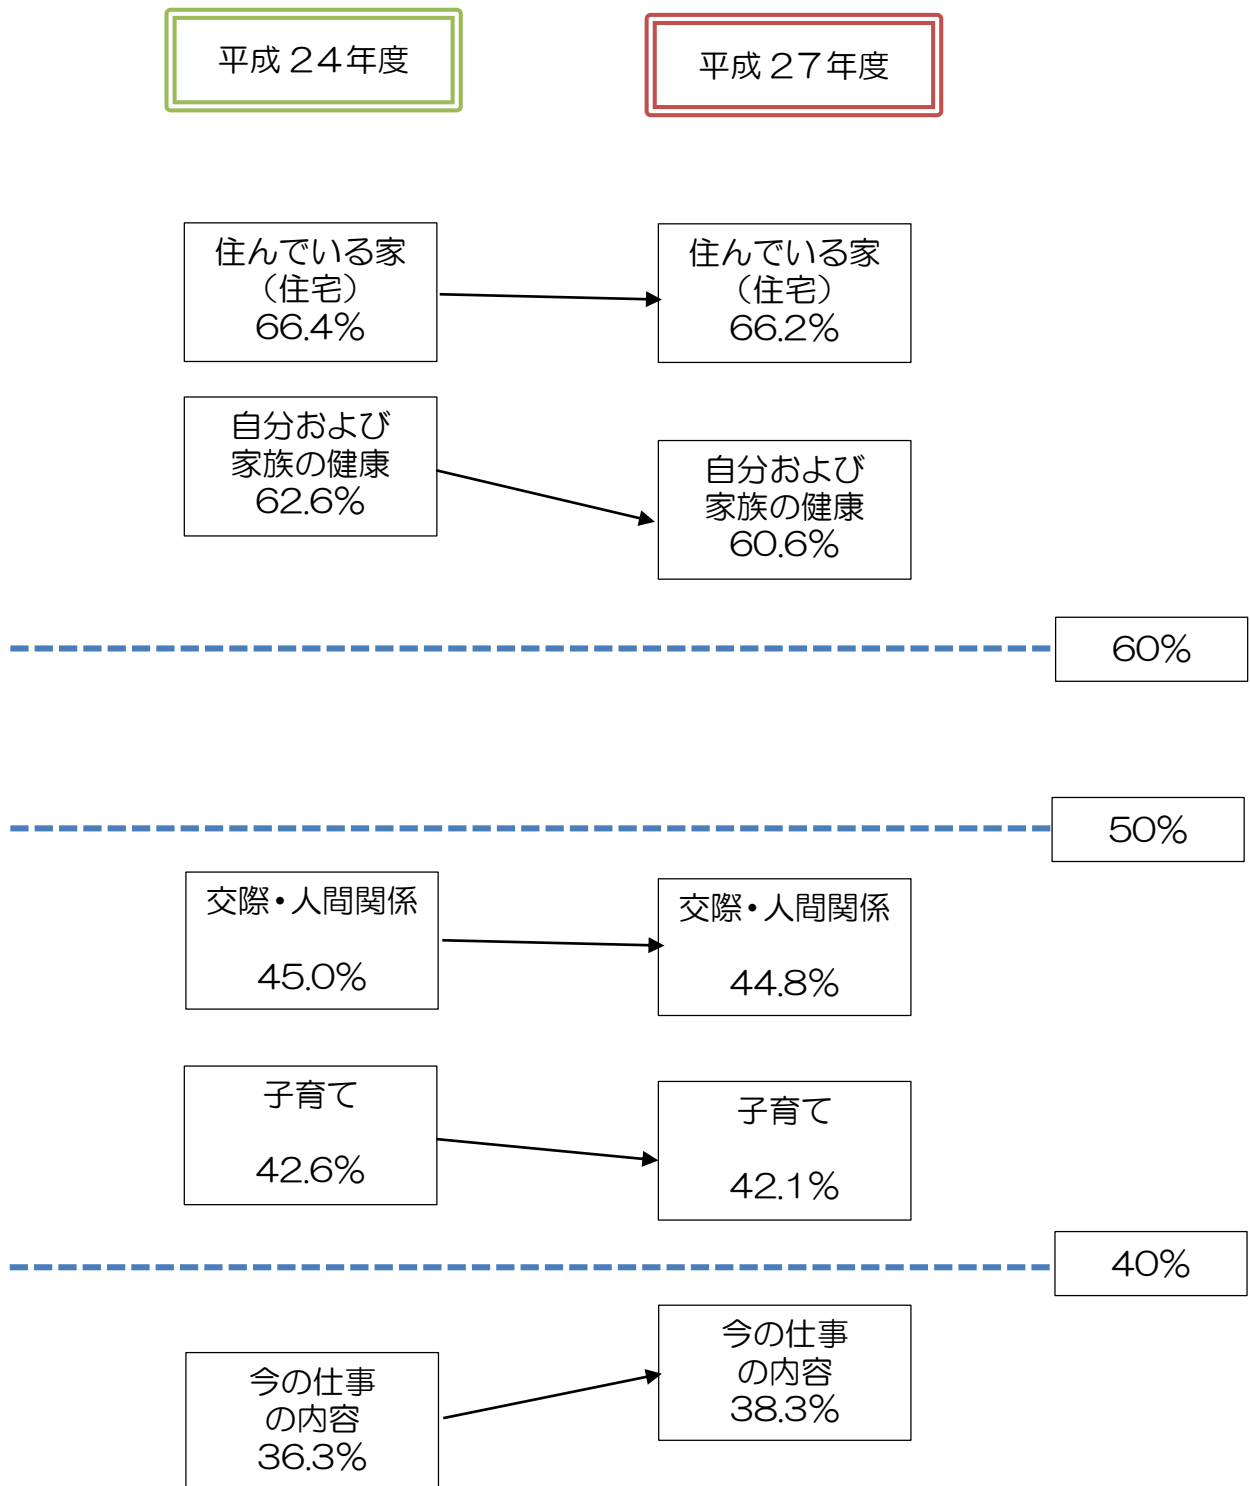 平成24年度
平成27年度
住んでいる家
（住宅）
66.4%
住んでいる家
（住宅）
66.2%
自分および
家族の健康
62.6%
自分および
家族の健康
60.6%
60%
50%
交際・人間関係
45.0%
交際・人間関係
44.8%
子育て
42.6%
子育て
42.1%
40%
今の仕事
の内容
36.3%
今の仕事
の内容
38.3%